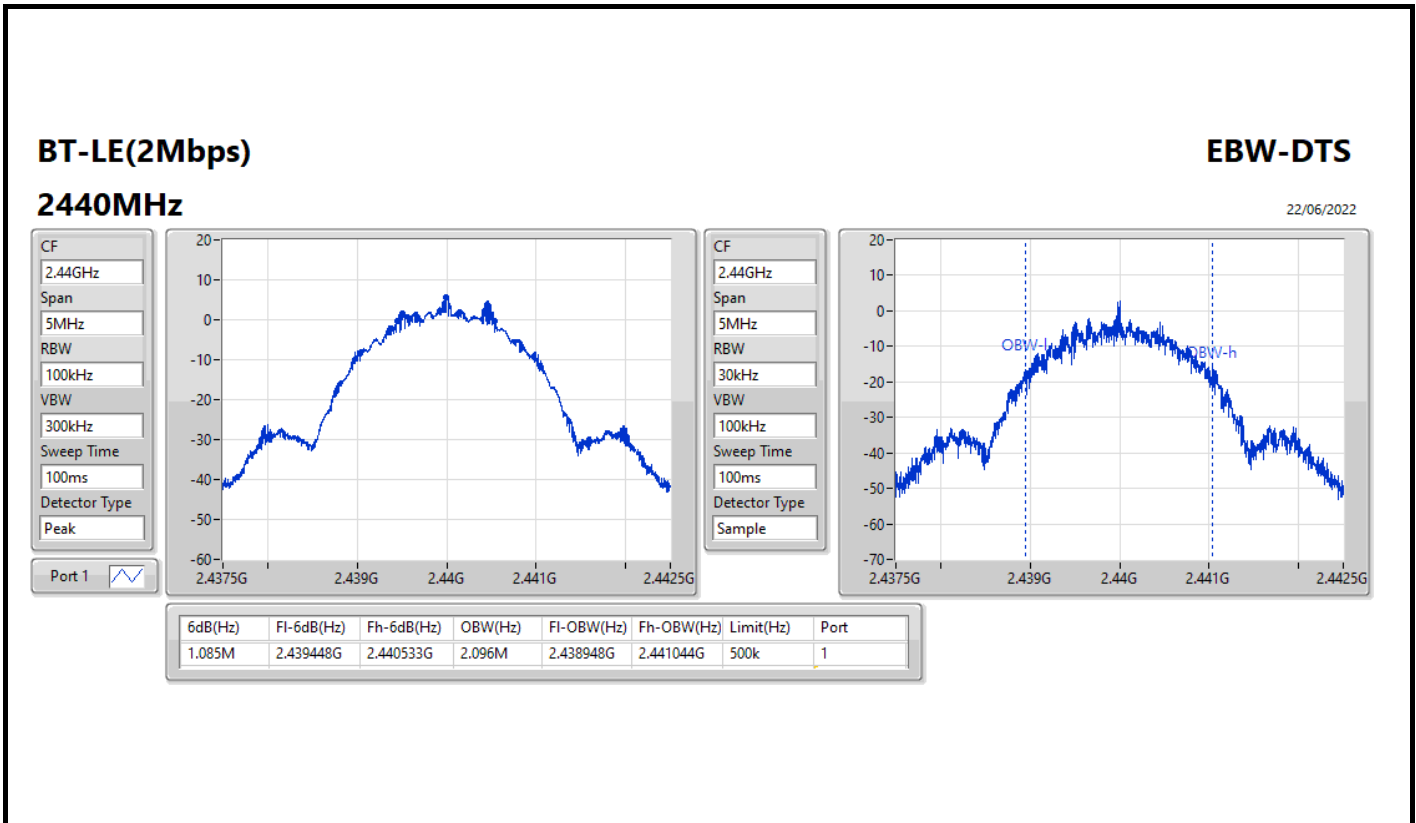 BT-LE(2Mbps)
EBW-DTS
2440MHz
22/06/2022
CF
2.44GHz
Span
5MHz
RBW
100kHz
VBW
300kHz
Sweep Time
100ms
Detector Type
Peak
Port 1
20
10
0
-10
-20
-30
-40
-50
-60
2.4375G 2.439G 2.44G 2.441G 2.4425G
CF
2.44GHz
Span
5MHz
RBW
30kHz
VBW
100kHz
Sweep Time
100ms
Detector Type
Sample
20
10
0
-10
-20
-30
-40
-50
-60
-70
OBW-l
OBW-h
2.4375G 2.439G 2.44G 2.441G 2.4425G
6dB(Hz) Fl-6dB(Hz) Fh-6dB(Hz) OBW(Hz) Fl-OBW(Hz) Fh-OBW(Hz) Limit(Hz) Port
1.085M 2.439448G 2.440533G 2.096M 2.438948G 2.441044G 500k 1